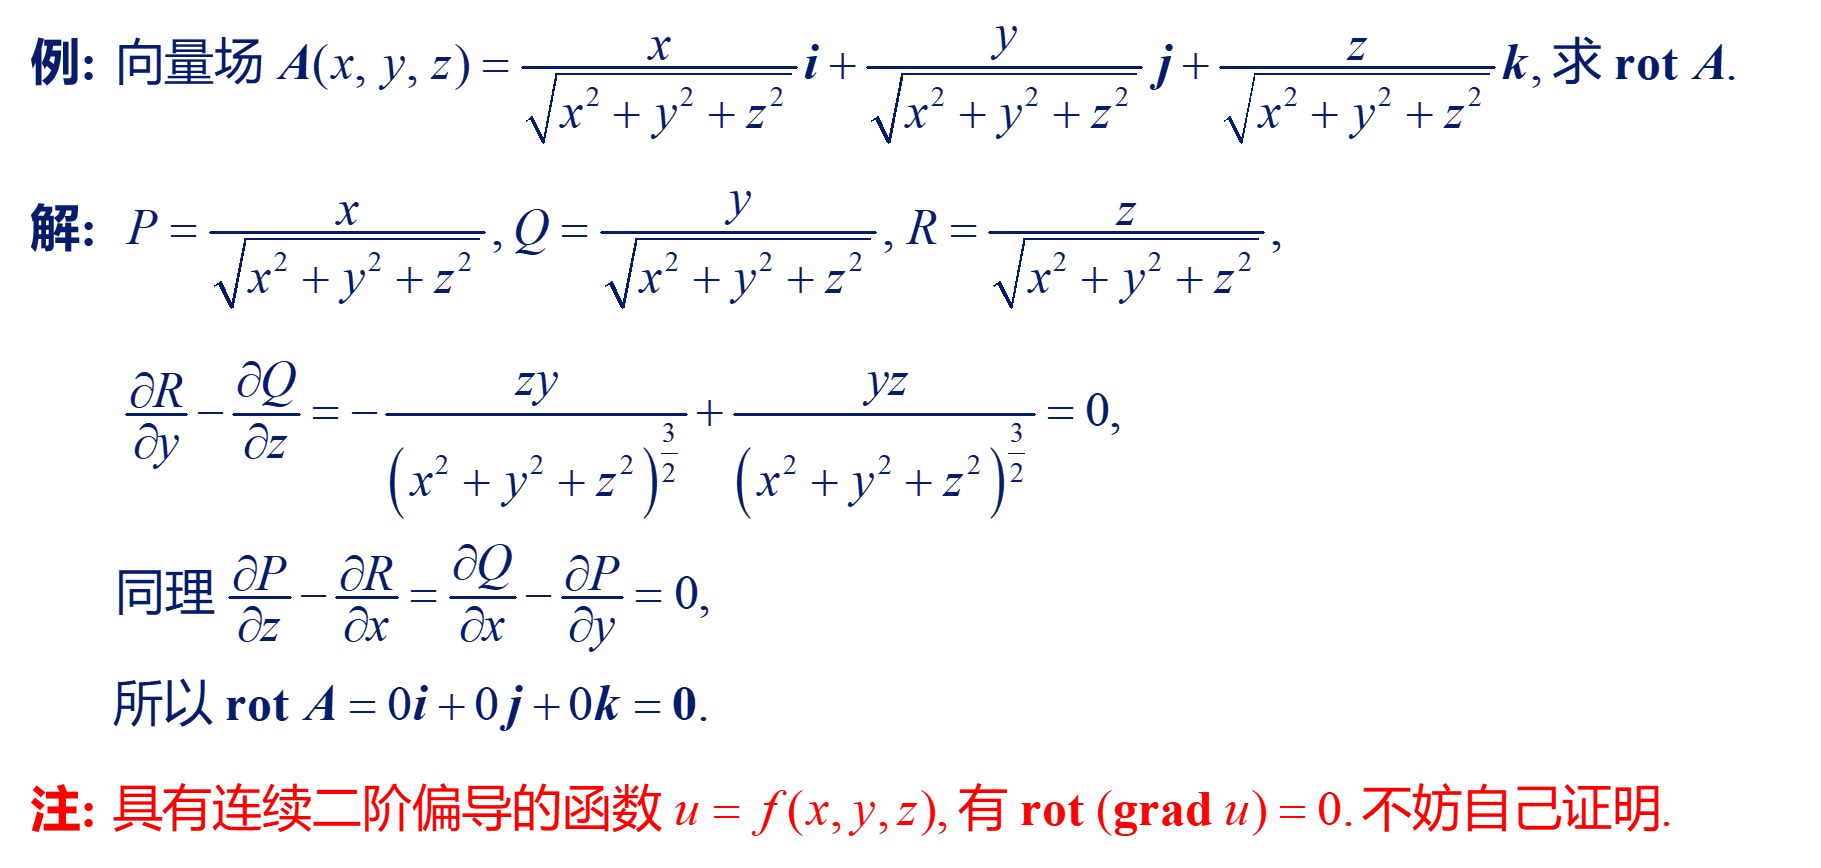 例: 向量场 $\boldsymbol{A}(x, y, z) = \frac{x}{\sqrt{x^2 + y^2 + z^2}} \boldsymbol{i} + \frac{y}{\sqrt{x^2 + y^2 + z^2}} \boldsymbol{j} + \frac{z}{\sqrt{x^2 + y^2 + z^2}} \boldsymbol{k}$, 求 $\mathbf{rot}\ \boldsymbol{A}$.
解: $P = \frac{x}{\sqrt{x^2 + y^2 + z^2}}, Q = \frac{y}{\sqrt{x^2 + y^2 + z^2}}, R = \frac{z}{\sqrt{x^2 + y^2 + z^2}},$
$\frac{\partial R}{\partial y} - \frac{\partial Q}{\partial z} = -\frac{zy}{\left(x^2 + y^2 + z^2\right)^{\frac{3}{2}}} + \frac{yz}{\left(x^2 + y^2 + z^2\right)^{\frac{3}{2}}} = 0,$
同理 $\frac{\partial P}{\partial z} - \frac{\partial R}{\partial x} = \frac{\partial Q}{\partial x} - \frac{\partial P}{\partial y} = 0,$
所以 $\mathbf{rot}\ \boldsymbol{A} = 0\boldsymbol{i} + 0\boldsymbol{j} + 0\boldsymbol{k} = \mathbf{0}.$
注: 具有连续二阶偏导的函数 $u = f(x, y, z)$, 有 $\mathbf{rot}\ (\mathbf{grad}\ u) = 0$. 不妨自己证明.